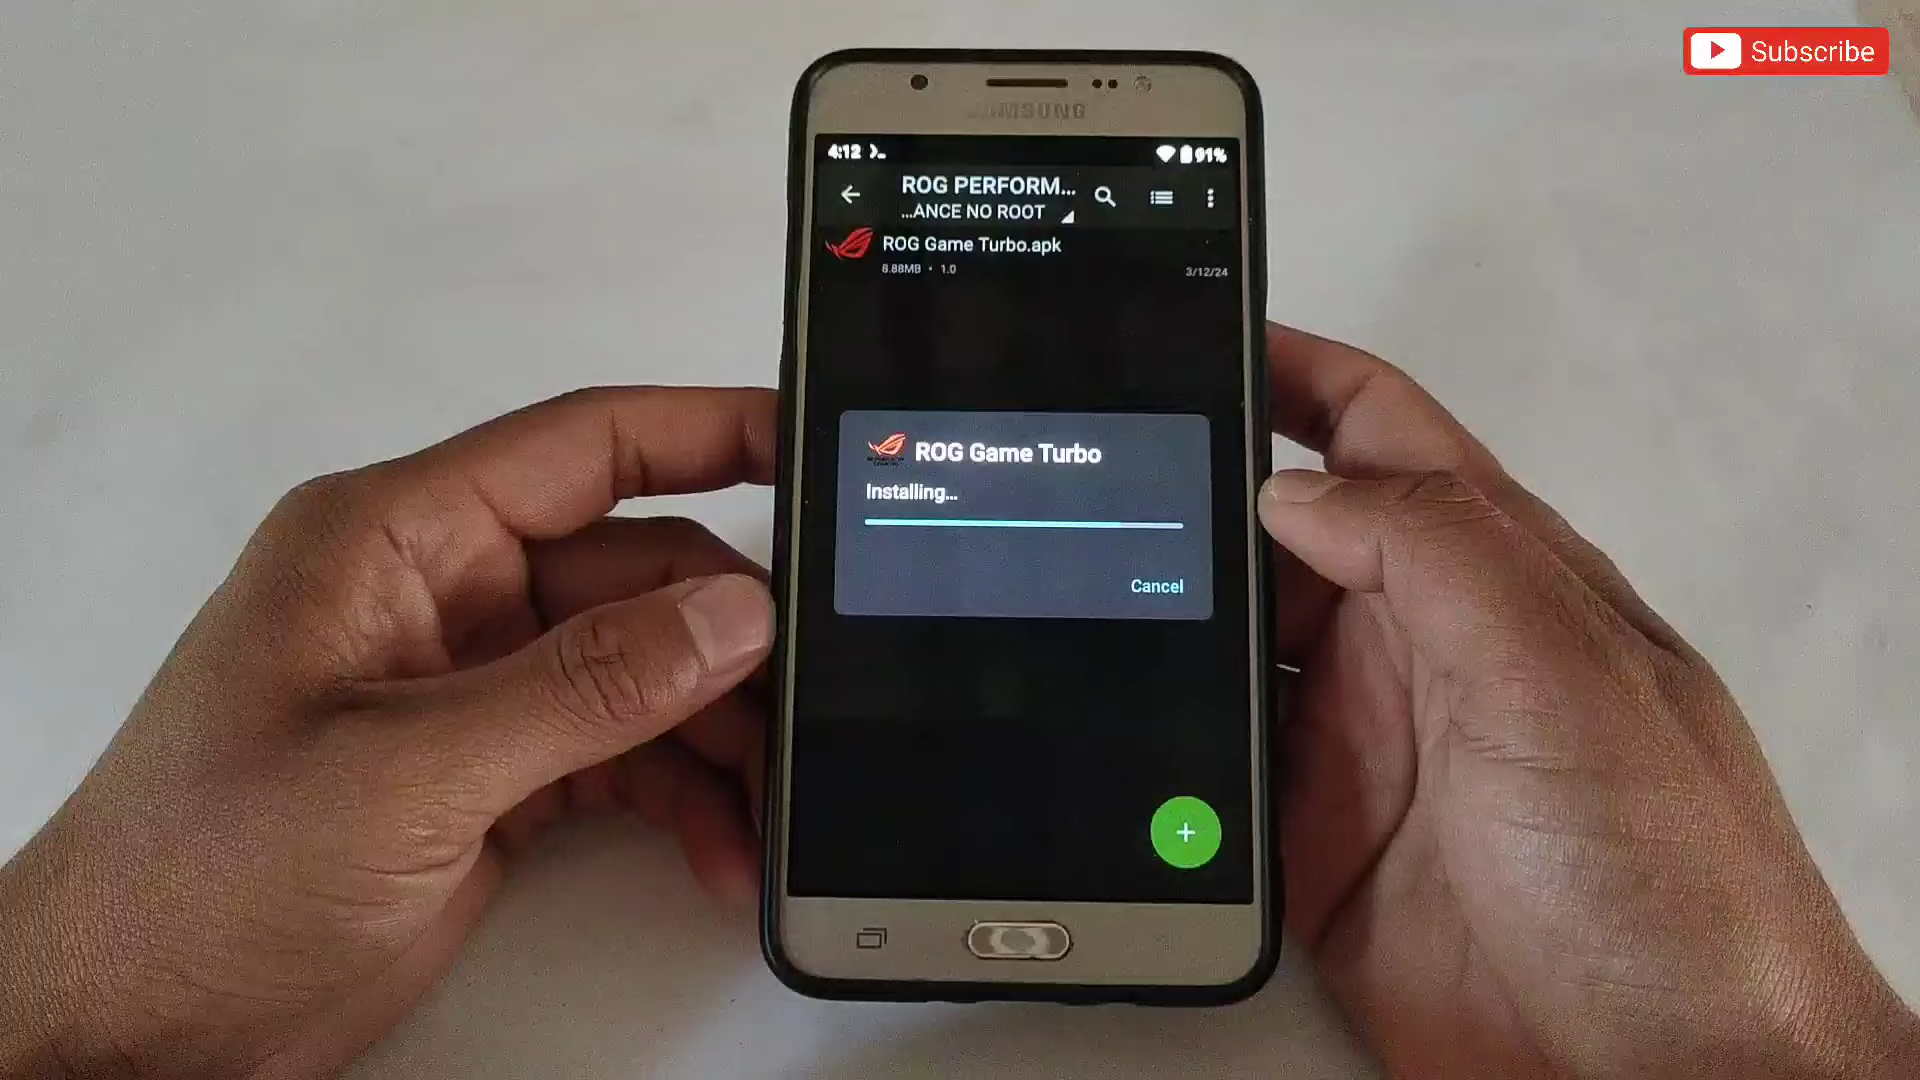 Subscribe
SAMSUNG
4:12
91%
ROG PERFORM...
...ANCE NO ROOT
ROG Game Turbo.apk
8.88MB • 1.0
3/12/24
ROG Game Turbo
Installing...
Cancel